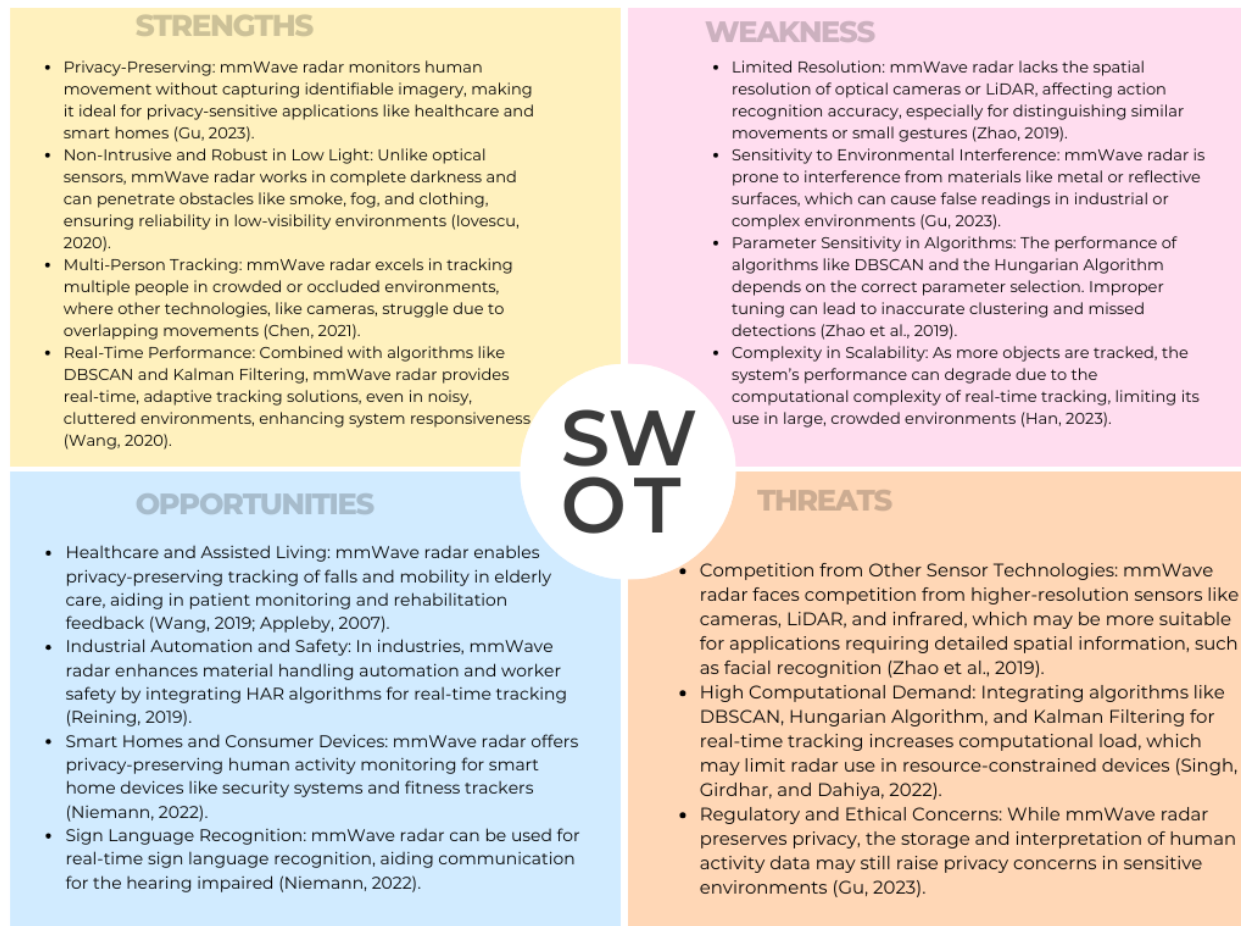 STRENGTHS
• Privacy-Preserving: mmWave radar monitors human
movement without capturing identifiable imagery, making
it ideal for privacy-sensitive applications like healthcare and
smart homes (Gu, 2023).
• Non-Intrusive and Robust in Low Light: Unlike optical
sensors, mmWave radar works in complete darkness and
can penetrate obstacles like smoke, fog, and clothing,
ensuring reliability in low-visibility environments (Iovescu,
2020).
• Multi-Person Tracking: mmWave radar excels in tracking
multiple people in crowded or occluded environments,
where other technologies, like cameras, struggle due to
overlapping movements (Chen, 2021).
• Real-Time Performance: Combined with algorithms like
DBSCAN and Kalman Filtering, mmWave radar provides
real-time, adaptive tracking solutions, even in noisy,
cluttered environments, enhancing system responsiveness
(Wang, 2020).
WEAKNESS
• Limited Resolution: mmWave radar lacks the spatial
resolution of optical cameras or LiDAR, affecting action
recognition accuracy, especially for distinguishing similar
movements or small gestures (Zhao, 2019).
• Sensitivity to Environmental Interference: mmWave radar is
prone to interference from materials like metal or reflective
surfaces, which can cause false readings in industrial or
complex environments (Gu, 2023).
• Parameter Sensitivity in Algorithms: The performance of
algorithms like DBSCAN and the Hungarian Algorithm
depends on the correct parameter selection. Improper
tuning can lead to inaccurate clustering and missed
detections (Zhao et al., 2019).
• Complexity in Scalability: As more objects are tracked, the
system's performance can degrade due to the
computational complexity of real-time tracking, limiting its
use in large, crowded environments (Han, 2023).
SW
OT
OPPORTUNITIES
• Healthcare and Assisted Living: mmWave radar enables
privacy-preserving tracking of falls and mobility in elderly
care, aiding in patient monitoring and rehabilitation
feedback (Wang, 2019; Appleby, 2007).
• Industrial Automation and Safety: In industries, mmWave
radar enhances material handling automation and worker
safety by integrating HAR algorithms for real-time tracking
(Reining, 2019).
• Smart Homes and Consumer Devices: mmWave radar offers
privacy-preserving human activity monitoring for smart
home devices like security systems and fitness trackers
(Niemann, 2022).
• Sign Language Recognition: mmWave radar can be used for
real-time sign language recognition, aiding communication
for the hearing impaired (Niemann, 2022).
THREATS
• Competition from Other Sensor Technologies: mmWave
radar faces competition from higher-resolution sensors like
cameras, LiDAR, and infrared, which may be more suitable
for applications requiring detailed spatial information, such
as facial recognition (Zhao et al., 2019).
• High Computational Demand: Integrating algorithms like
DBSCAN, Hungarian Algorithm, and Kalman Filtering for
real-time tracking increases computational load, which
may limit radar use in resource-constrained devices (Singh,
Girdhar, and Dahiya, 2022).
• Regulatory and Ethical Concerns: While mmWave radar
preserves privacy, the storage and interpretation of human
activity data may still raise privacy concerns in sensitive
environments (Gu, 2023).